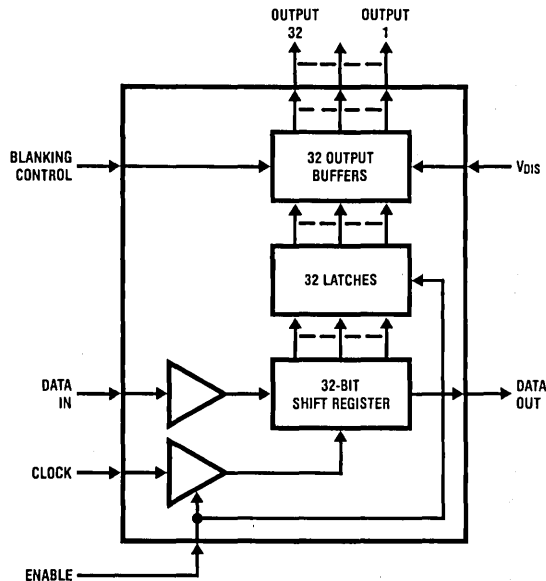 OUTPUT
32
OUTPUT
1
BLANKING
CONTROL
32 OUTPUT
BUFFERS
VDIS
32 LATCHES
DATA
IN
32-BIT
SHIFT REGISTER
DATA
OUT
CLOCK
ENABLE